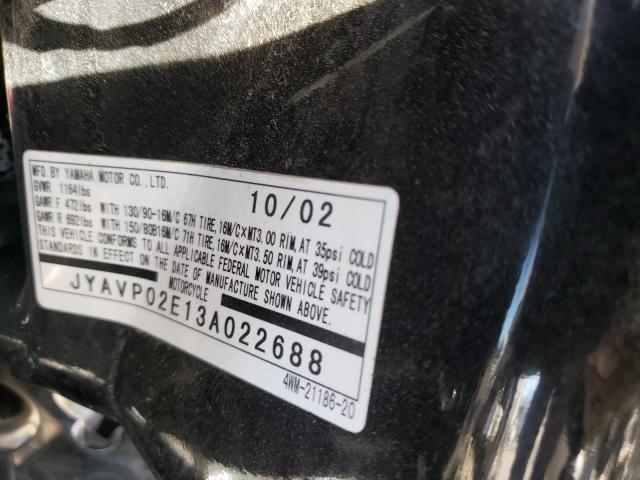 MFD. BY YAMAHA MOTOR CO.,LTD.
10/02
GVWR 1164lbs
GAWR F 472lbs WITH 130/90-16M/C 67H TIRE,16M/C×MT3.00 RIM,AT 35psi COLD
GAWR R 692lbs WITH 150/80B16M/C 71H TIRE,16M/C×MT3.50 RIM,AT 39psi COLD
THIS VEHICLE CONFORMS TO ALL APPLICABLE FEDERAL MOTOR VEHICLE SAFETY
STANDARDS IN EFFECT ON THE DATE OF MANUFACTURE SHOWN ABOVE.
MOTORCYCLE
JYAVP02E13A022688
4WM-21186-20